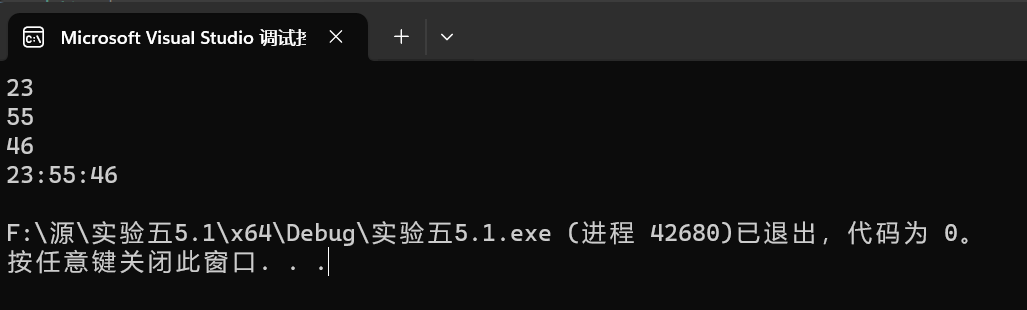 Microsoft Visual Studio 调试控
23
55
46
23:55:46
F:\源\实验五5.1\x64\Debug\实验五5.1.exe (进程 42680)已退出，代码为 0。
按任意键关闭此窗口. . .